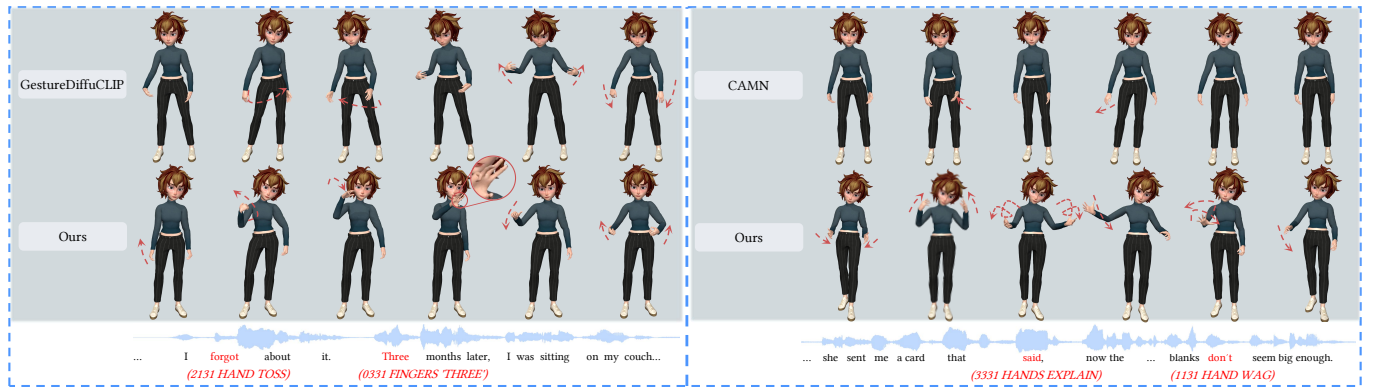 GestureDiffuCLIP
Ours
... I forgot about it. Three months later, I was sitting on my couch...
(2131 HAND TOSS) (0331 FINGERS 'THREE')
CAMN
Ours
... she sent me a card that said, now the ... blanks don't seem big enough.
(3331 HANDS EXPLAIN) (1131 HAND WAG)